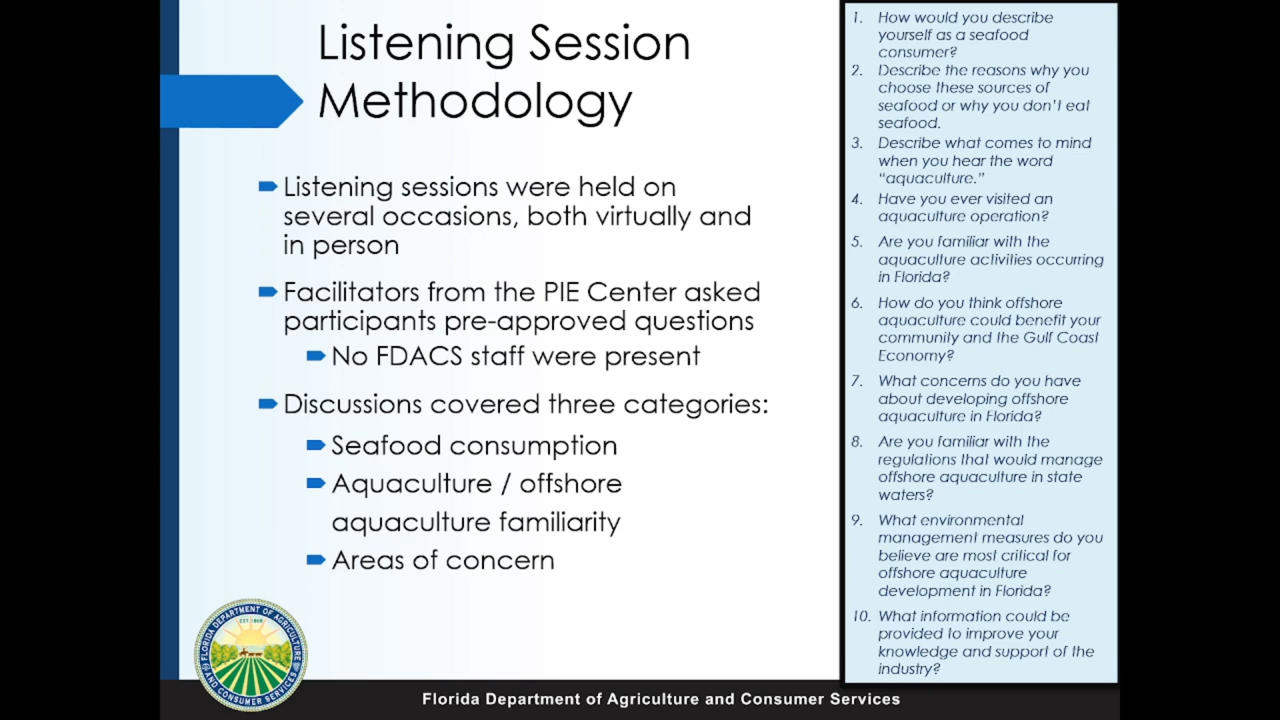 Listening Session
Methodology
Listening sessions were held on
several occasions, both virtually and
in person
Facilitators from the PIE Center asked
participants pre-approved questions
No FDACS staff were present
Discussions covered three categories:
Seafood consumption
Aquaculture / offshore
aquaculture familiarity
Areas of concern
1. How would you describe
yourself as a seafood
consumer?
2. Describe the reasons why you
choose these sources of
seafood or why you don't eat
seafood.
3. Describe what comes to mind
when you hear the word
“aquaculture.”
4. Have you ever visited an
aquaculture operation?
5. Are you familiar with the
aquaculture activities occurring
in Florida?
6. How do you think offshore
aquaculture could benefit your
community and the Gulf Coast
Economy?
7. What concerns do you have
about developing offshore
aquaculture in Florida?
8. Are you familiar with the
regulations that would manage
offshore aquaculture in state
waters?
9. What environmental
management measures do you
believe are most critical for
offshore aquaculture
development in Florida?
10. What information could be
provided to improve your
knowledge and support of the
industry?
FLORIDA DEPARTMENT OF AGRICULTURE
AND CONSUMER SERVICES
EST 1868
Florida Department of Agriculture and Consumer Services